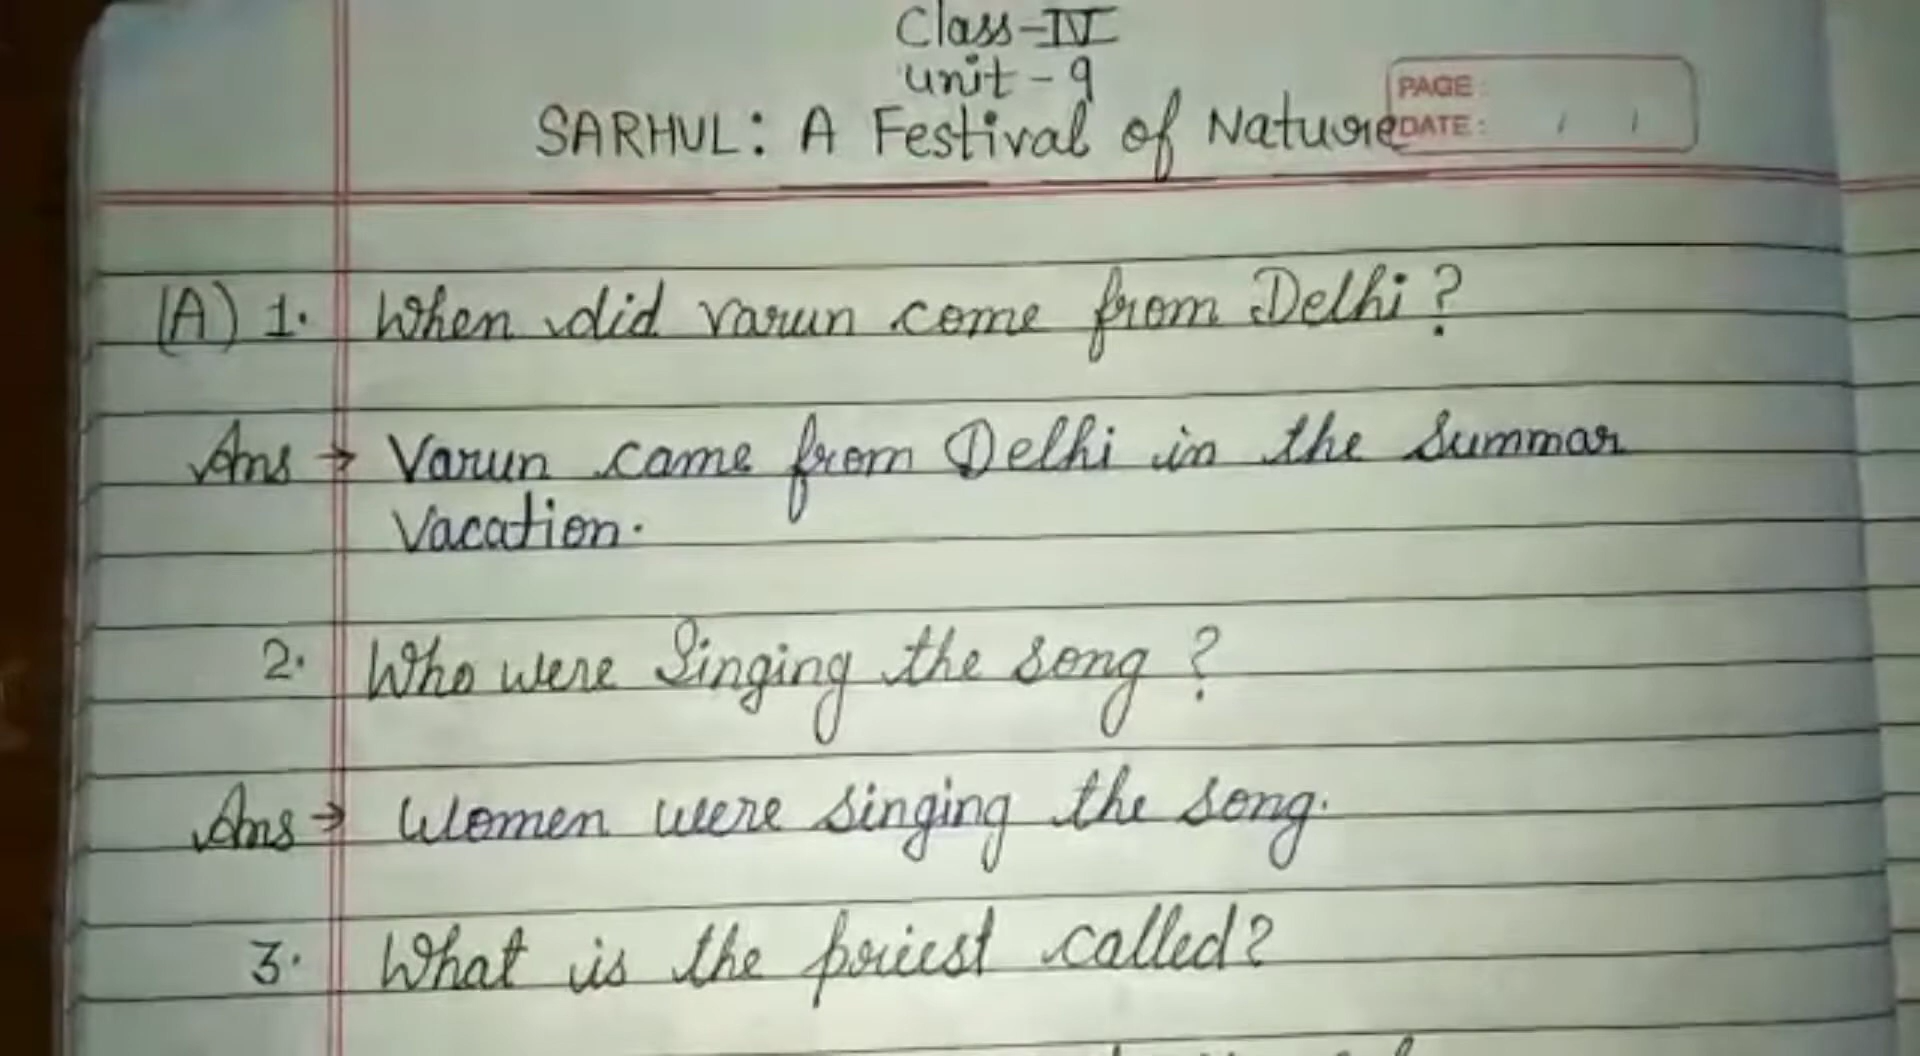 Class-IV
Unit-9
SARHUL: A Festival of Nature
PAGE:
DATE: / /
(A) 1. When did varun come from Delhi?
Ans → Varun came from Delhi in the Summar
Vacation.
2. Who were Singing the song?
Ans → Women were singing the song.
3. What is the priest called?